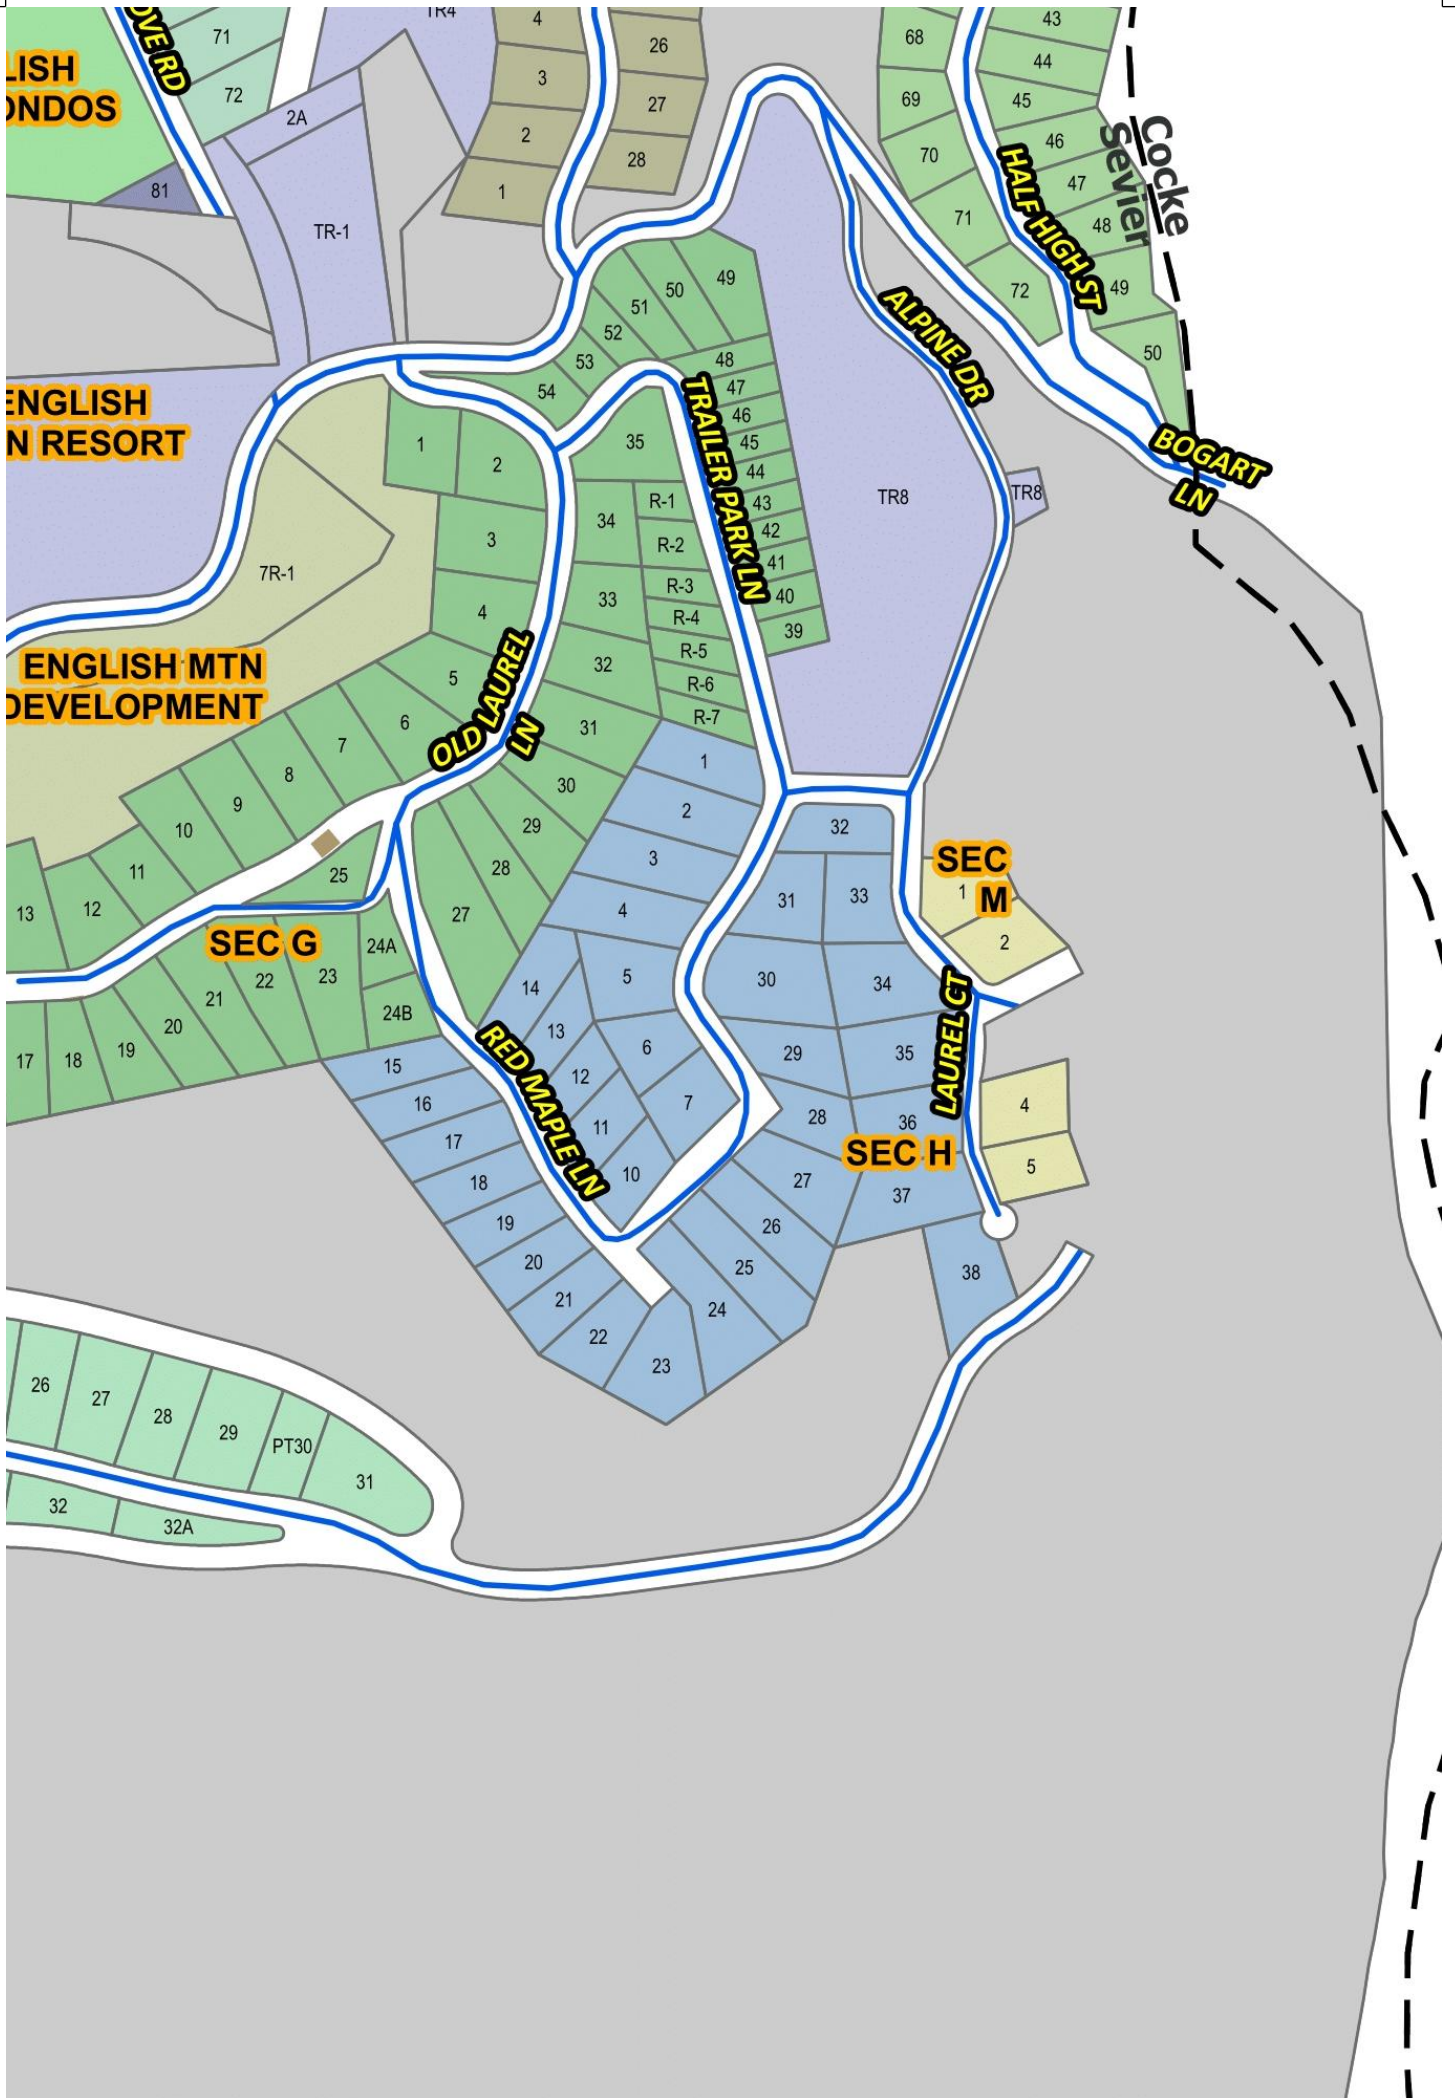 TR4
OVE RD
71
72
LISH
ONDOS
2A
81
TR-1
4
3
2
1
26
27
28
68
69
70
71
72
43
44
45
46
47
48
49
50
HALF HIGH ST
Cocke
Sevier
BOGART
LN
ALPINE DR
TR8
TR8
49
50
51
52
53
54
48
47
46
45
44
43
42
41
40
39
TRAILER PARK LN
ENGLISH
N RESORT
7R-1
ENGLISH MTN
DEVELOPMENT
1
2
3
4
5
6
7
8
9
10
11
12
13
35
34
33
32
31
30
29
28
27
R-1
R-2
R-3
R-4
R-5
R-6
R-7
OLD LAUREL
LN
25
SEC G
24A
24B
23
22
21
20
19
18
17
1
2
3
4
5
6
7
14
13
12
11
10
RED MAPLE LN
15
16
17
18
19
20
21
22
23
24
25
26
27
28
29
30
31
32
33
34
35
36
37
38
SEC H
LAUREL CT
SEC
M
1
2
4
5
26
27
28
29
PT30
31
32
32A